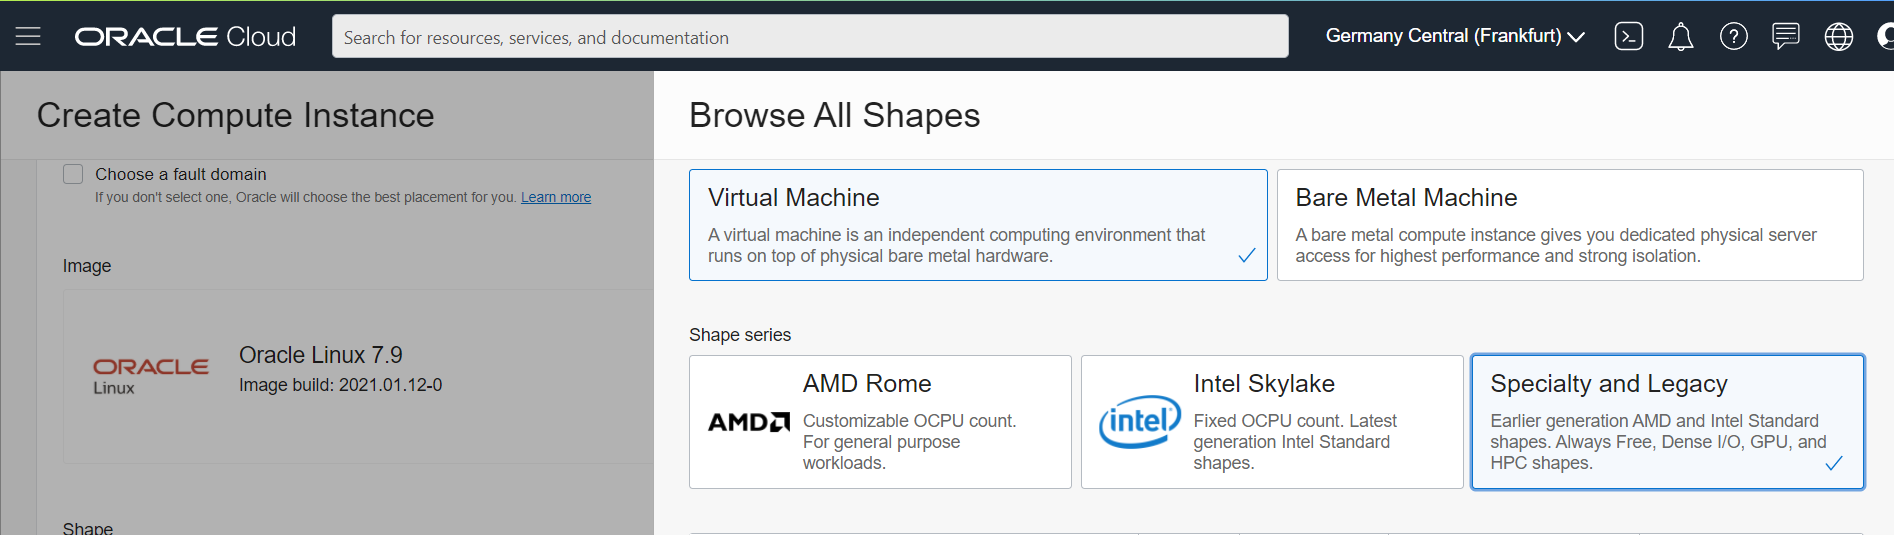 ORACLE Cloud
Search for resources, services, and documentation
Germany Central (Frankfurt)
Create Compute Instance
Choose a fault domain
If you don't select one, Oracle will choose the best placement for you. Learn more
Image
ORACLE
Linux
Oracle Linux 7.9
Image build: 2021.01.12-0
Shape
Browse All Shapes
Virtual Machine
A virtual machine is an independent computing environment that
runs on top of physical bare metal hardware.
Bare Metal Machine
A bare metal compute instance gives you dedicated physical server
access for highest performance and strong isolation.
Shape series
AMD
AMD Rome
Customizable OCPU count.
For general purpose
workloads.
intel
Intel Skylake
Fixed OCPU count. Latest
generation Intel Standard
shapes.
Specialty and Legacy
Earlier generation AMD and Intel Standard
shapes. Always Free, Dense I/O, GPU, and
HPC shapes.